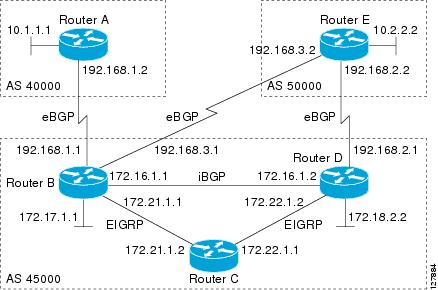 Router A
Router E
10.1.1.1
10.2.2.2
192.168.3.2
192.168.1.2
192.168.2.2
AS 40000
AS 50000
eBGP
eBGP
eBGP
192.168.1.1
192.168.3.1
Router D
192.168.2.1
Router B
172.16.1.1
iBGP
172.16.1.2
172.17.1.1
172.21.1.1
172.22.1.2
172.18.2.2
EIGRP
EIGRP
172.21.1.2
172.22.1.1
AS 45000
Router C
127884